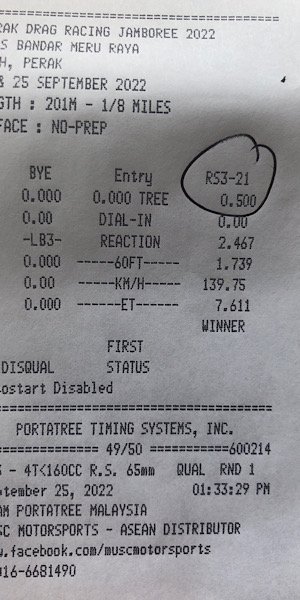 ==============================
RAK DRAG RACING JAMBOREE 2022
S BANDAR MERU RAYA
H, PERAK
& 25 SEPTEMBER 2022
GTH : 201M - 1/8 MILES
FACE : NO-PREP
BYE Entry RS3-21
0.000 0.000 TREE 0.500
0.00 DIAL-IN 0.00
-LB3- REACTION 2.467
0.000 ------60FT----- 1.739
0.00 -----KM/H----- 139.75
0.000 -------ET------ 7.611
WINNER
FIRST
DISQUAL STATUS
ostart Disabled
==============================
PORTATREE TIMING SYSTEMS, INC.
============= 49/50 ===========600214
- 4T<160CC R.S. 65mm QUAL RND 1
tember 25, 2022 01:33:29 PM
AM PORTATREE MALAYSIA
SC MOTORSPORTS - ASEAN DISTRIBUTOR
w.facebook.com/muscmotorsports
016-6681490